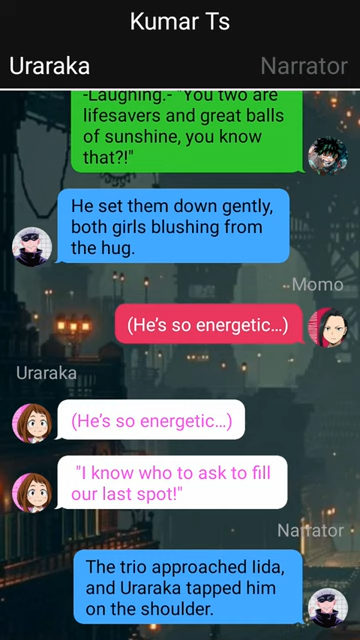 Kumar Ts
Uraraka
Narrator
-Laughing.- "You two are
lifesavers and great balls
of sunshine, you know
that?!"
He set them down gently,
both girls blushing from
the hug.
Momo
(He's so energetic…)
Uraraka
(He's so energetic…)
"I know who to ask to fill
our last spot!"
Narrator
The trio approached Iida,
and Uraraka tapped him
on the shoulder.